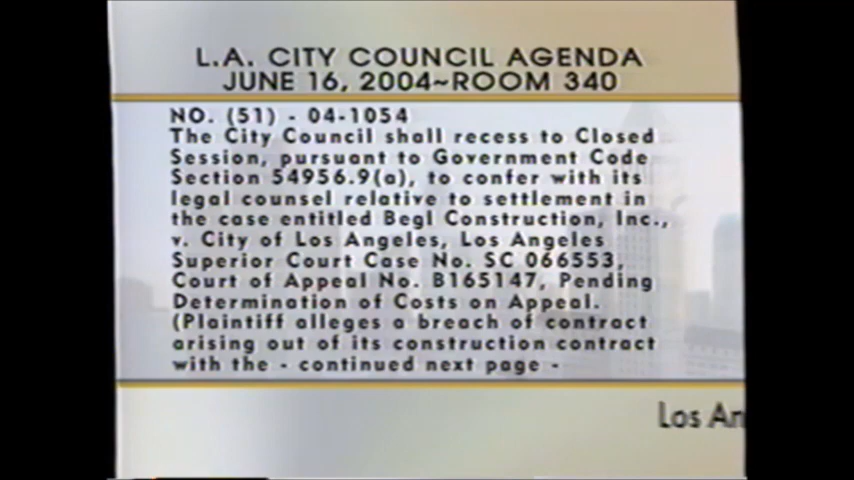 L.A. CITY COUNCIL AGENDA
JUNE 16, 2004~ROOM 340
NO. (51) - 04-1054
The City Council shall recess to Closed
Session, pursuant to Government Code
Section 54956.9(a), to confer with its
legal counsel relative to settlement in
the case entitled Begl Construction, Inc.,
v. City of Los Angeles, Los Angeles
Superior Court Case No. SC 066553,
Court of Appeal No. B165147, Pending
Determination of Costs on Appeal.
(Plaintiff alleges a breach of contract
arising out of its construction contract
with the - continued next page -
Los An